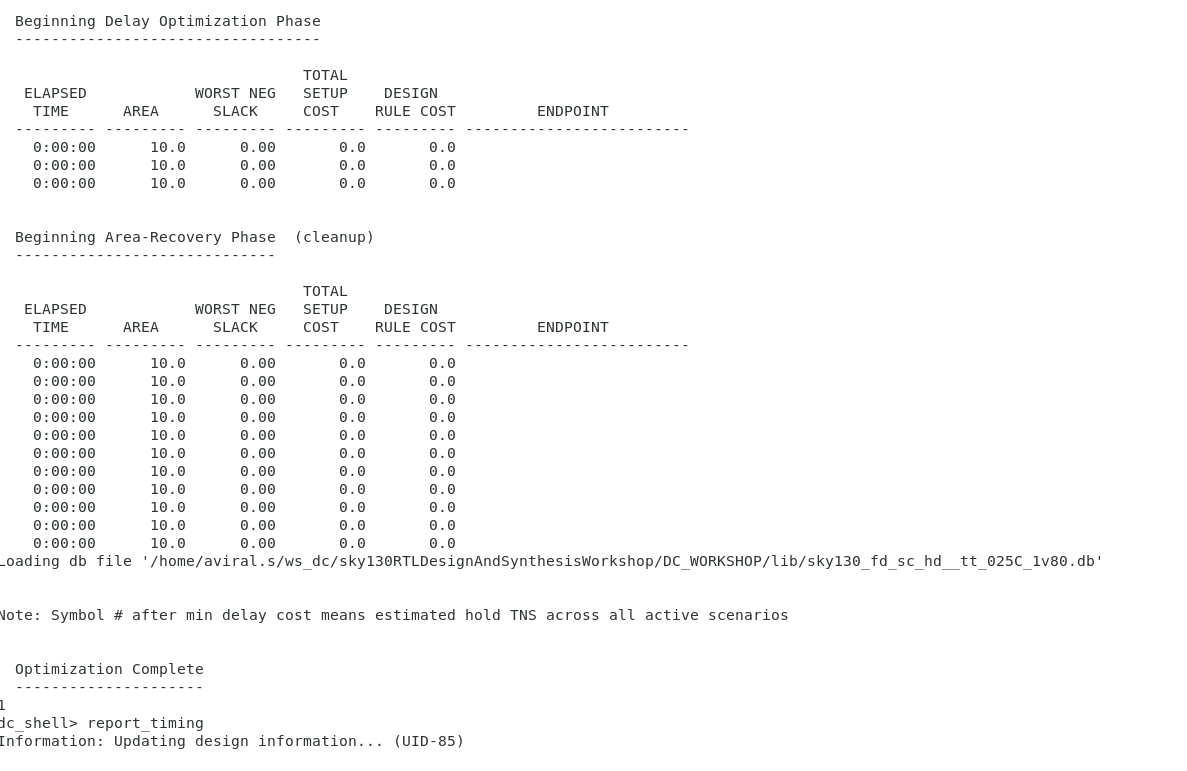 Beginning Delay Optimization Phase
----------------------------------
                                TOTAL
 ELAPSED            WORST NEG   SETUP    DESIGN
  TIME      AREA      SLACK     COST    RULE COST         ENDPOINT
--------- --------- --------- --------- --------- -------------------------
  0:00:00      10.0      0.00       0.0       0.0
  0:00:00      10.0      0.00       0.0       0.0
  0:00:00      10.0      0.00       0.0       0.0
Beginning Area-Recovery Phase  (cleanup)
-----------------------------
                                TOTAL
 ELAPSED            WORST NEG   SETUP    DESIGN
  TIME      AREA      SLACK     COST    RULE COST         ENDPOINT
--------- --------- --------- --------- --------- -------------------------
  0:00:00      10.0      0.00       0.0       0.0
  0:00:00      10.0      0.00       0.0       0.0
  0:00:00      10.0      0.00       0.0       0.0
  0:00:00      10.0      0.00       0.0       0.0
  0:00:00      10.0      0.00       0.0       0.0
  0:00:00      10.0      0.00       0.0       0.0
  0:00:00      10.0      0.00       0.0       0.0
  0:00:00      10.0      0.00       0.0       0.0
  0:00:00      10.0      0.00       0.0       0.0
  0:00:00      10.0      0.00       0.0       0.0
  0:00:00      10.0      0.00       0.0       0.0
Loading db file '/home/aviral.s/ws_dc/sky130RTLDesignAndSynthesisWorkshop/DC_WORKSHOP/lib/sky130_fd_sc_hd__tt_025C_1v80.db'
Note: Symbol # after min delay cost means estimated hold TNS across all active scenarios
Optimization Complete
---------------------
1
dc_shell> report_timing
Information: Updating design information... (UID-85)